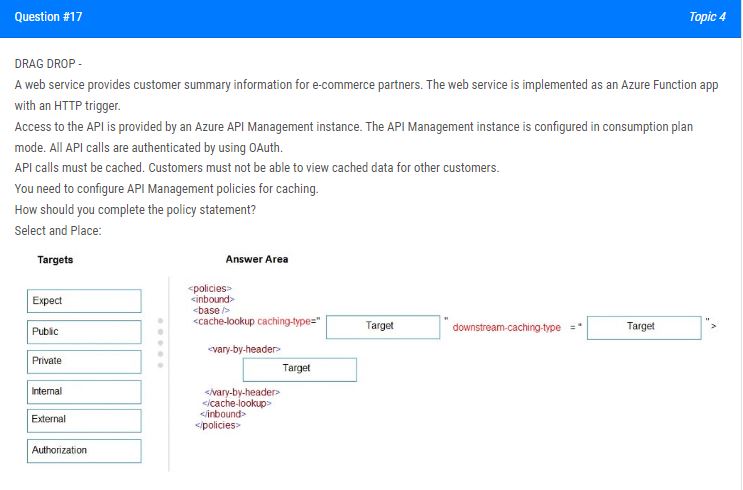 Question #17
Topic 4
DRAG DROP -
A web service provides customer summary information for e-commerce partners. The web service is implemented as an Azure Function app
with an HTTP trigger.
Access to the API is provided by an Azure API Management instance. The API Management instance is configured in consumption plan
mode. All API calls are authenticated by using OAuth.
API calls must be cached. Customers must not be able to view cached data for other customers.
You need to configure API Management policies for caching.
How should you complete the policy statement?
Select and Place:
Targets
Expect
Public
Private
Internal
External
Authorization
Answer Area
<policies>
<inbound>
<base />
<cache-lookup caching-type=" Target " downstream-caching-type =" Target ">
<vary-by-header>
Target
</vary-by-header>
</cache-lookup>
</inbound>
</policies>